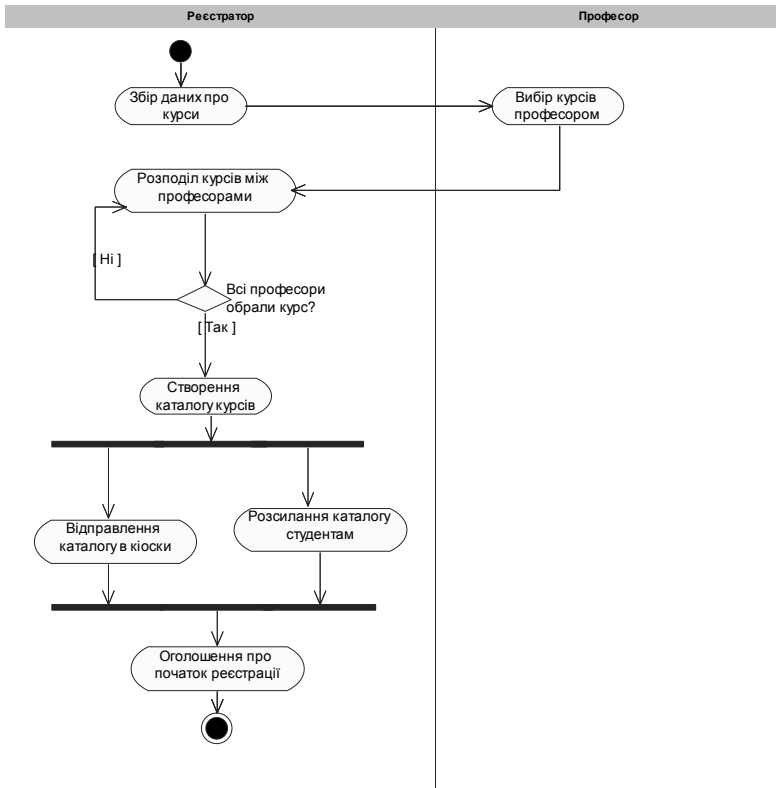 Реєстратор
Професор
Збір даних про
курси
Вибір курсів
професором
Розподіл курсів між
професорами
[ Ні ]
Всі професори
обрали курс?
[ Так ]
Створення
каталогу курсів
Відправлення
каталогу в кіоски
Розсилання каталогу
студентам
Оголошення про
початок реєстрації